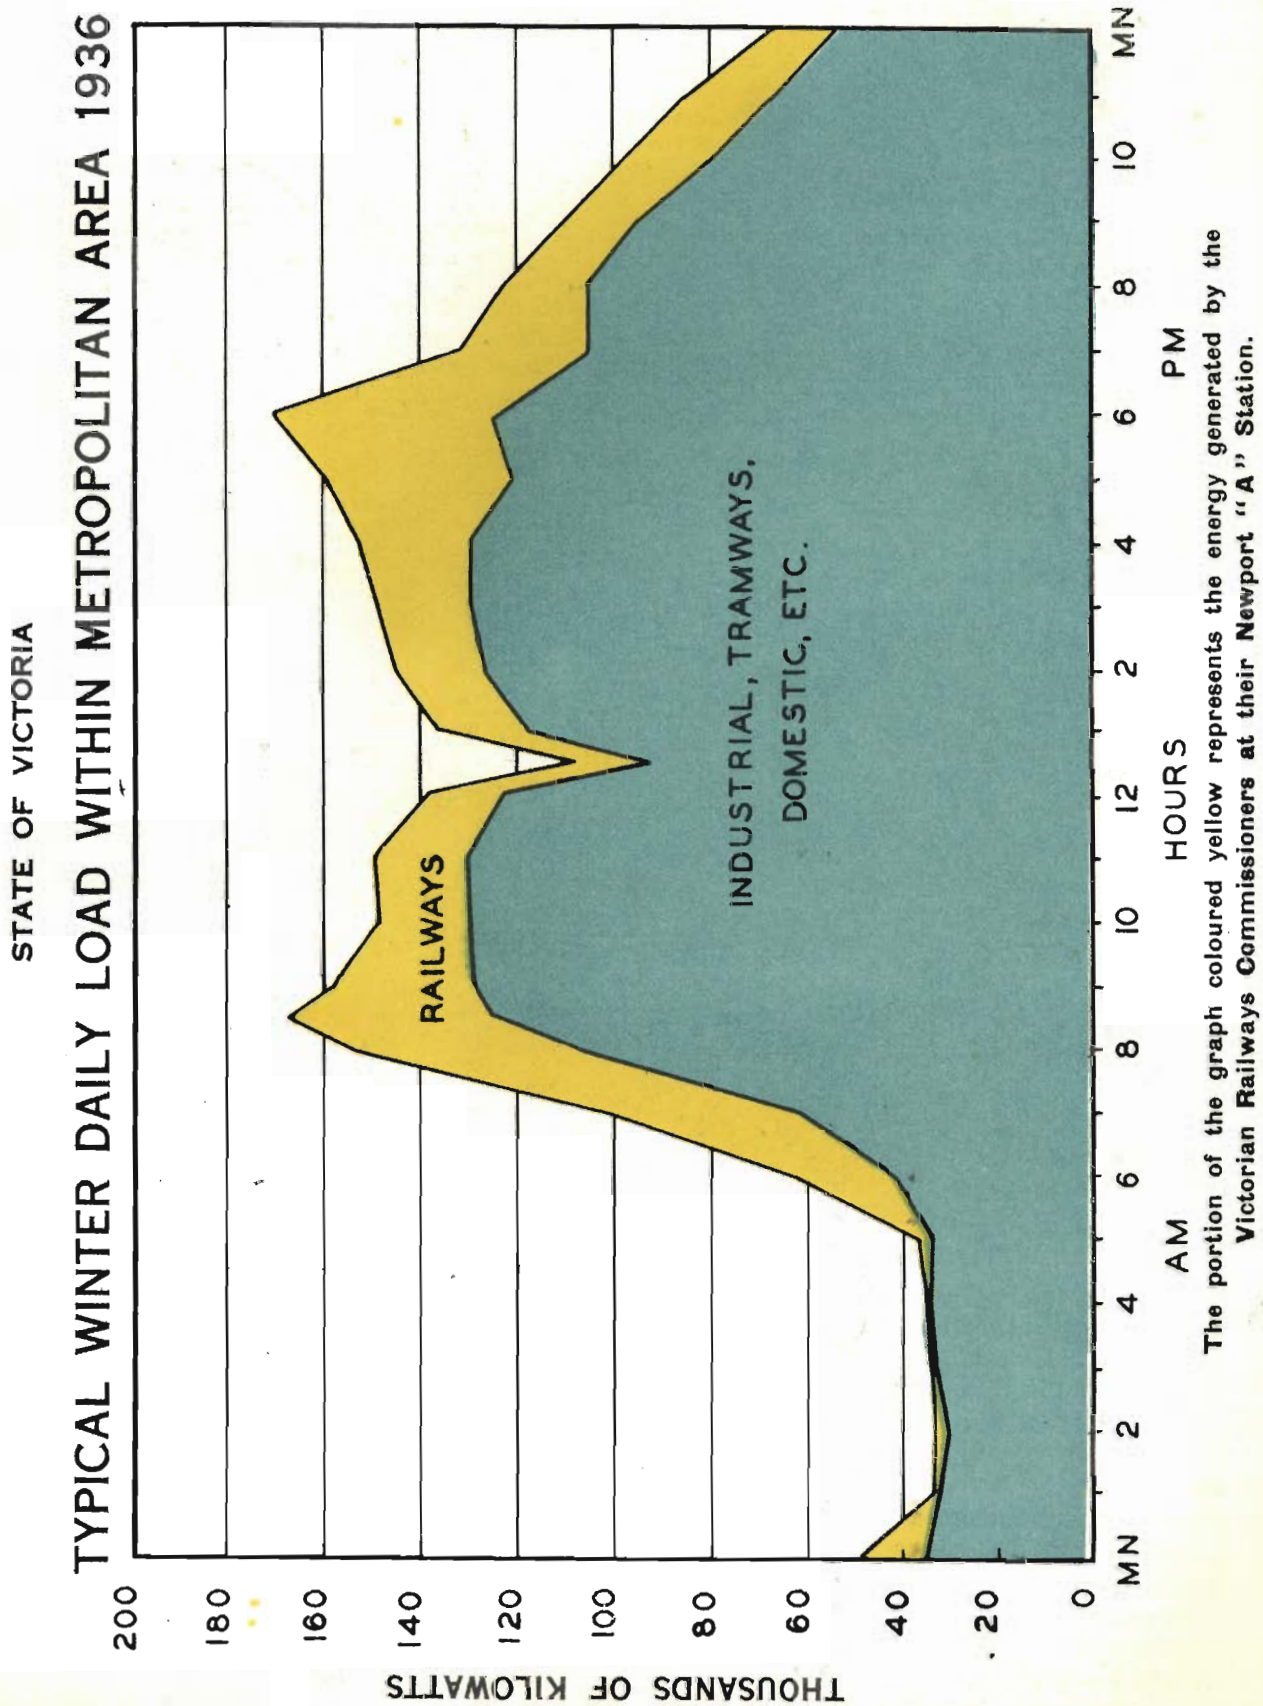 STATE OF VICTORIA
TYPICAL WINTER DAILY LOAD WITHIN METROPOLITAN AREA 1936
THOUSANDS OF KILOWATTS
200
180
160
140
120
100
80
60
40
20
0
RAILWAYS
INDUSTRIAL, TRAMWAYS,
DOMESTIC, ETC.
MN 2 4 6 8 10 12 2 4 6 8 10 MN
AM HOURS PM
The portion of the graph coloured yellow represents the energy generated by the
Victorian Railways Commissioners at their Newport "A" Station.